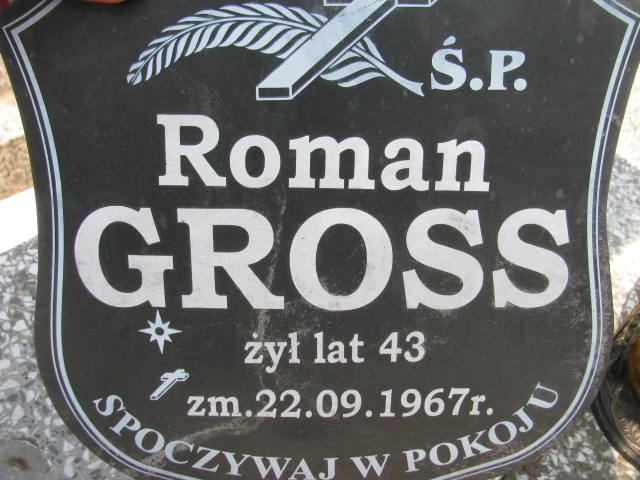 Ś.P.
Roman
GROSS
żył lat 43
zm.22.09.1967r.
SPOCZYWAJ W POKOJU